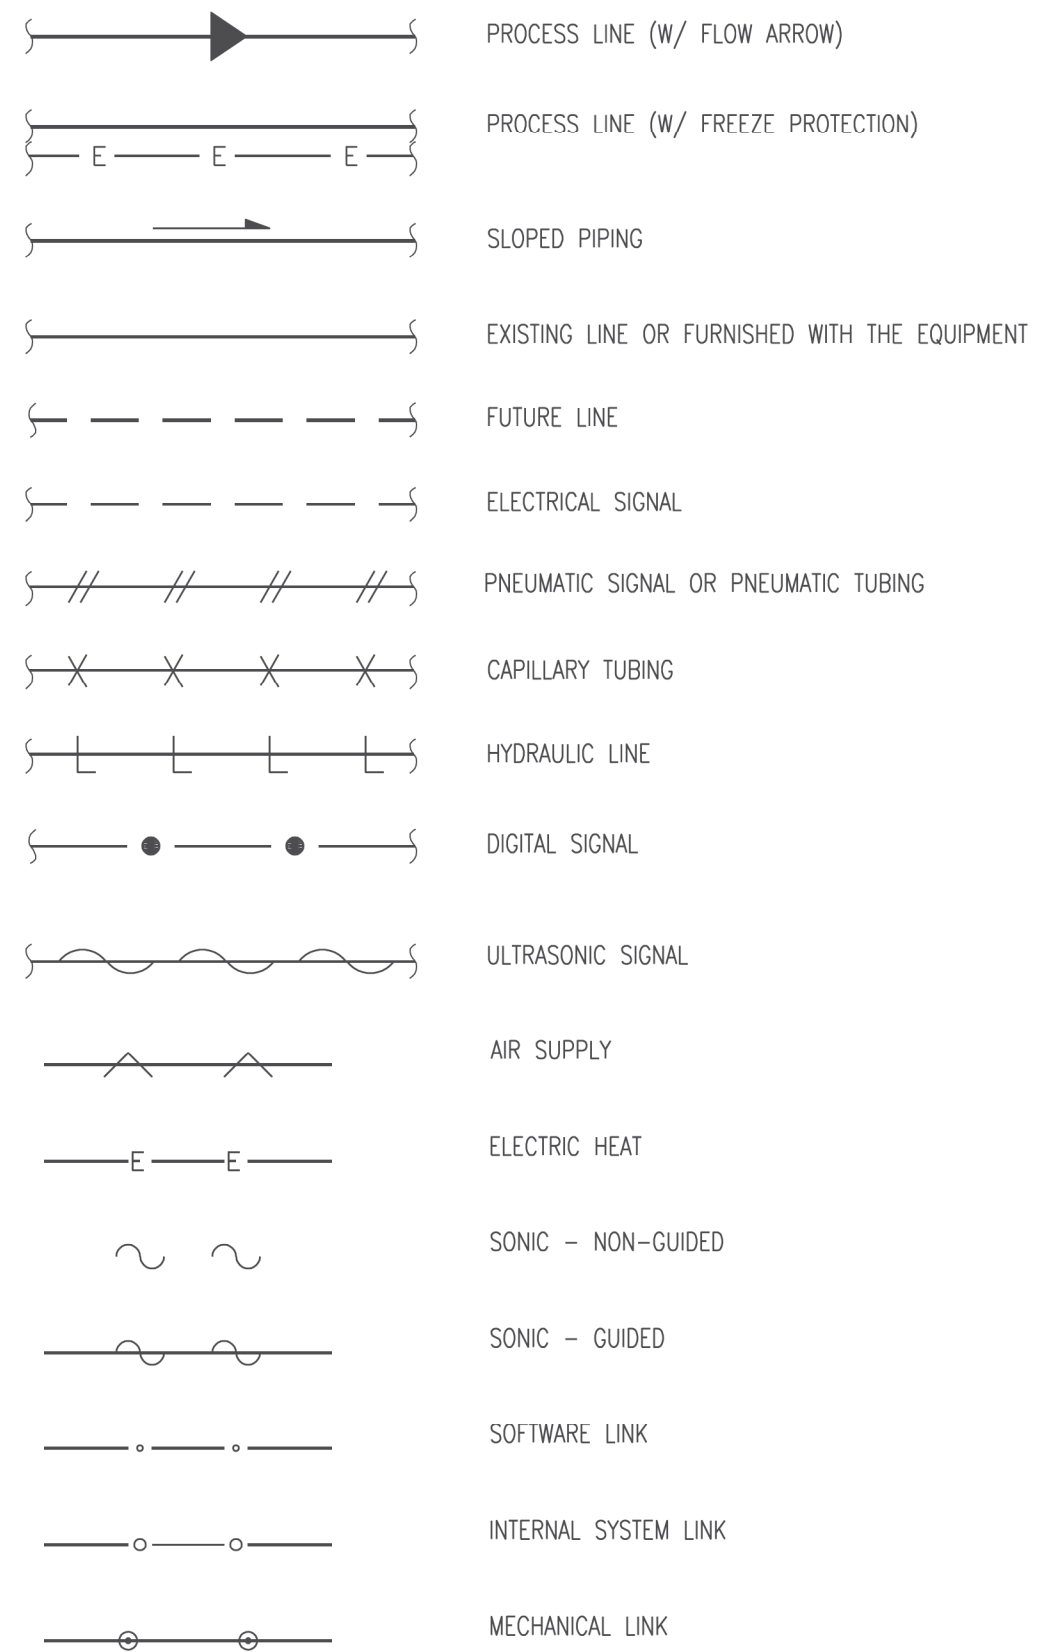 PROCESS LINE (W/ FLOW ARROW)
PROCESS LINE (W/ FREEZE PROTECTION)
E E E
SLOPED PIPING
EXISTING LINE OR FURNISHED WITH THE EQUIPMENT
FUTURE LINE
ELECTRICAL SIGNAL
PNEUMATIC SIGNAL OR PNEUMATIC TUBING
X X X X CAPILLARY TUBING
L L L L HYDRAULIC LINE
DIGITAL SIGNAL
ULTRASONIC SIGNAL
AIR SUPPLY
E E ELECTRIC HEAT
SONIC - NON-GUIDED
SONIC - GUIDED
SOFTWARE LINK
INTERNAL SYSTEM LINK
MECHANICAL LINK